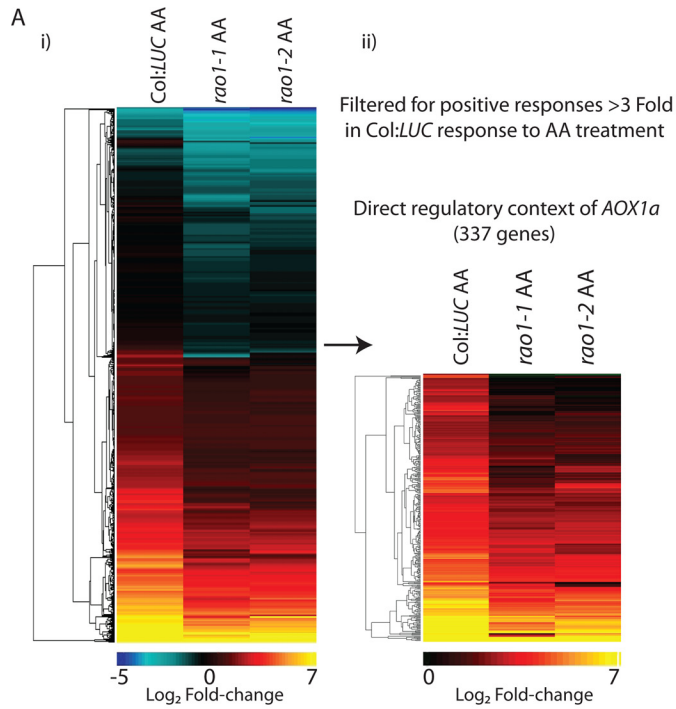 A
i)
Col:LUC AA
rao1-1 AA
rao1-2 AA
ii)
Filtered for positive responses >3 Fold
in Col:LUC response to AA treatment
Direct regulatory context of AOX1a
(337 genes)
Col:LUC AA
rao1-1 AA
rao1-2 AA
-5 0 7
Log₂ Fold-change
0 7
Log₂ Fold-change